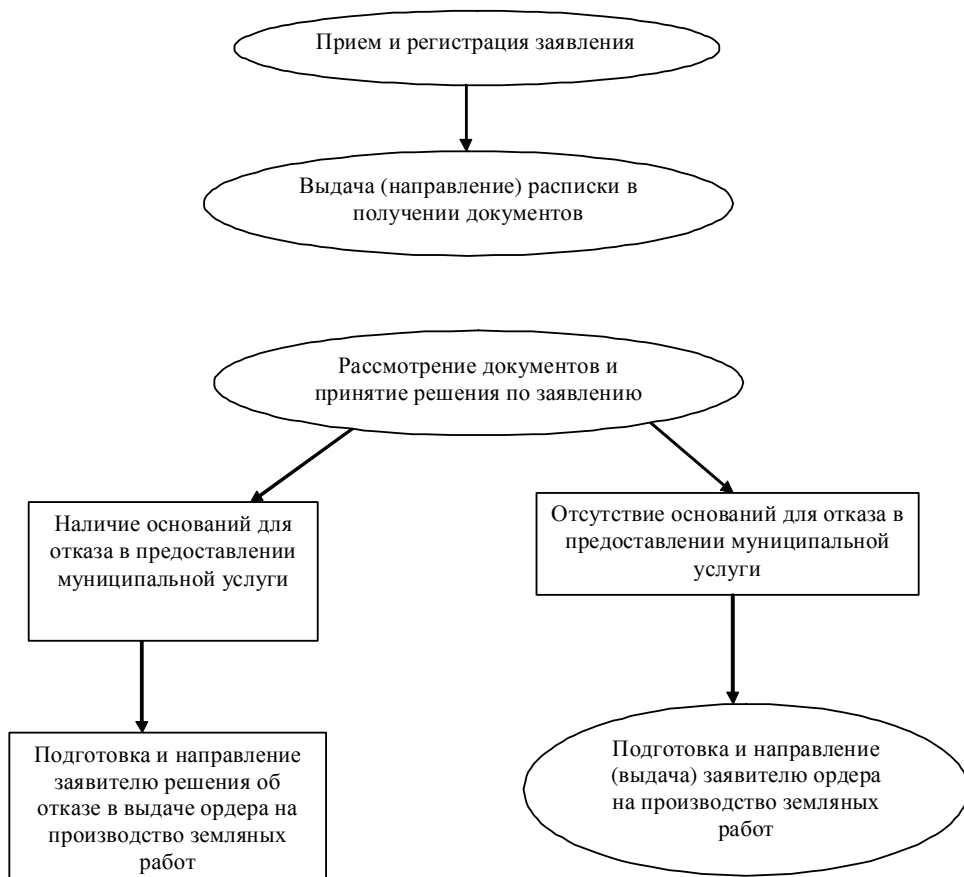 Прием и регистрация заявления
Выдача (направление) расписки в
получении документов
Рассмотрение документов и
принятие решения по заявлению
Наличие оснований для
отказа в предоставлении
муниципальной услуги
Отсутствие оснований для отказа в
предоставлении муниципальной
услуги
Подготовка и направление
заявителю решения об
отказе в выдаче ордера на
производство земляных
работ
Подготовка и направление
(выдача) заявителю ордера
на производство земляных
работ